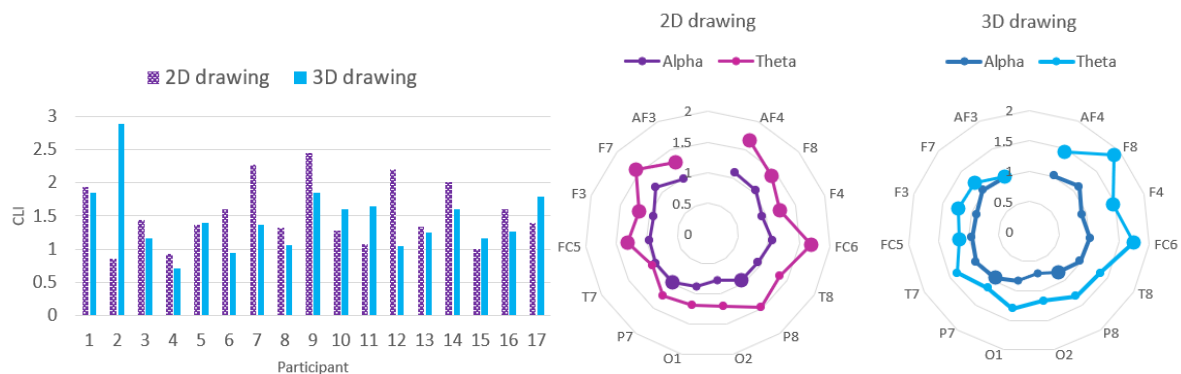 2D drawing 3D drawing
3
2.5
2
1.5
1
0.5
0
CLI
1 2 3 4 5 6 7 8 9 10 11 12 13 14 15 16 17
Participant
2D drawing
Alpha Theta
2
1.5
1
0.5
0
AF4
F8
F4
FC6
T8
P8
O2
O1
P7
T7
FC5
F3
F7
AF3
3D drawing
Alpha Theta
2
1.5
1
0.5
0
AF4
F8
F4
FC6
T8
P8
O2
O1
P7
T7
FC5
F3
F7
AF3